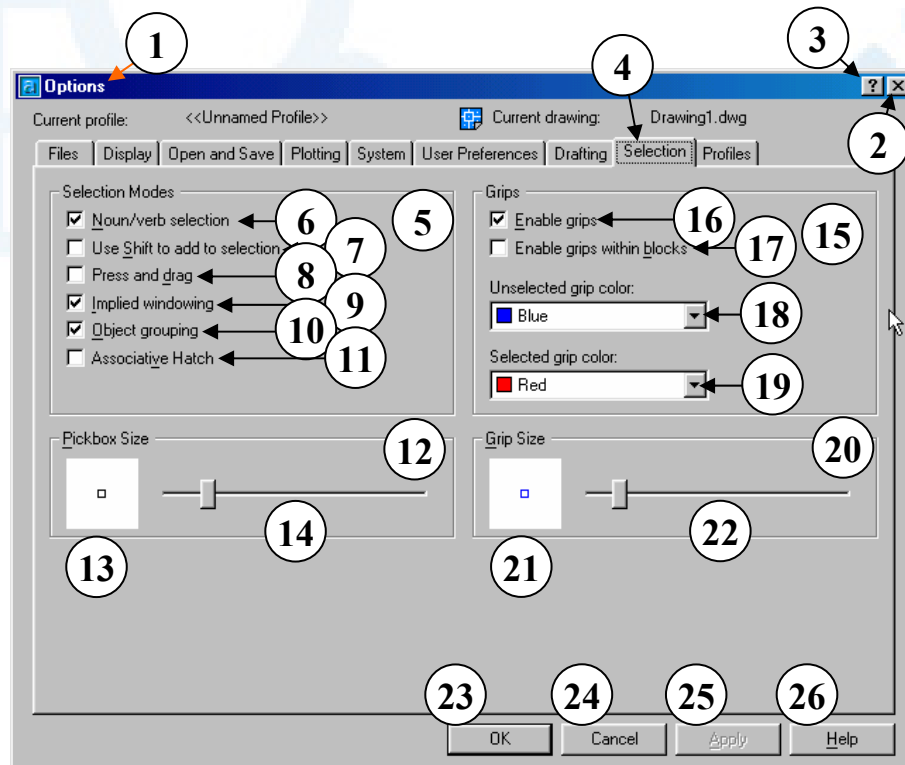 1
3
4
Options
? X
2
Current profile: <<Unnamed Profile>> Current drawing: Drawing1.dwg
Files Display Open and Save Plotting System User Preferences Drafting Selection Profiles
Selection Modes
5
Noun/verb selection
6
Use Shift to add to selection
7
Press and drag
8
Implied windowing
9
Object grouping
10
Associative Hatch
11
Grips
15
Enable grips
16
Enable grips within blocks
17
Unselected grip color:
Blue
18
Selected grip color:
Red
19
Pickbox Size
12
13
14
Grip Size
20
21
22
23
24
25
26
OK
Cancel
Apply
Help